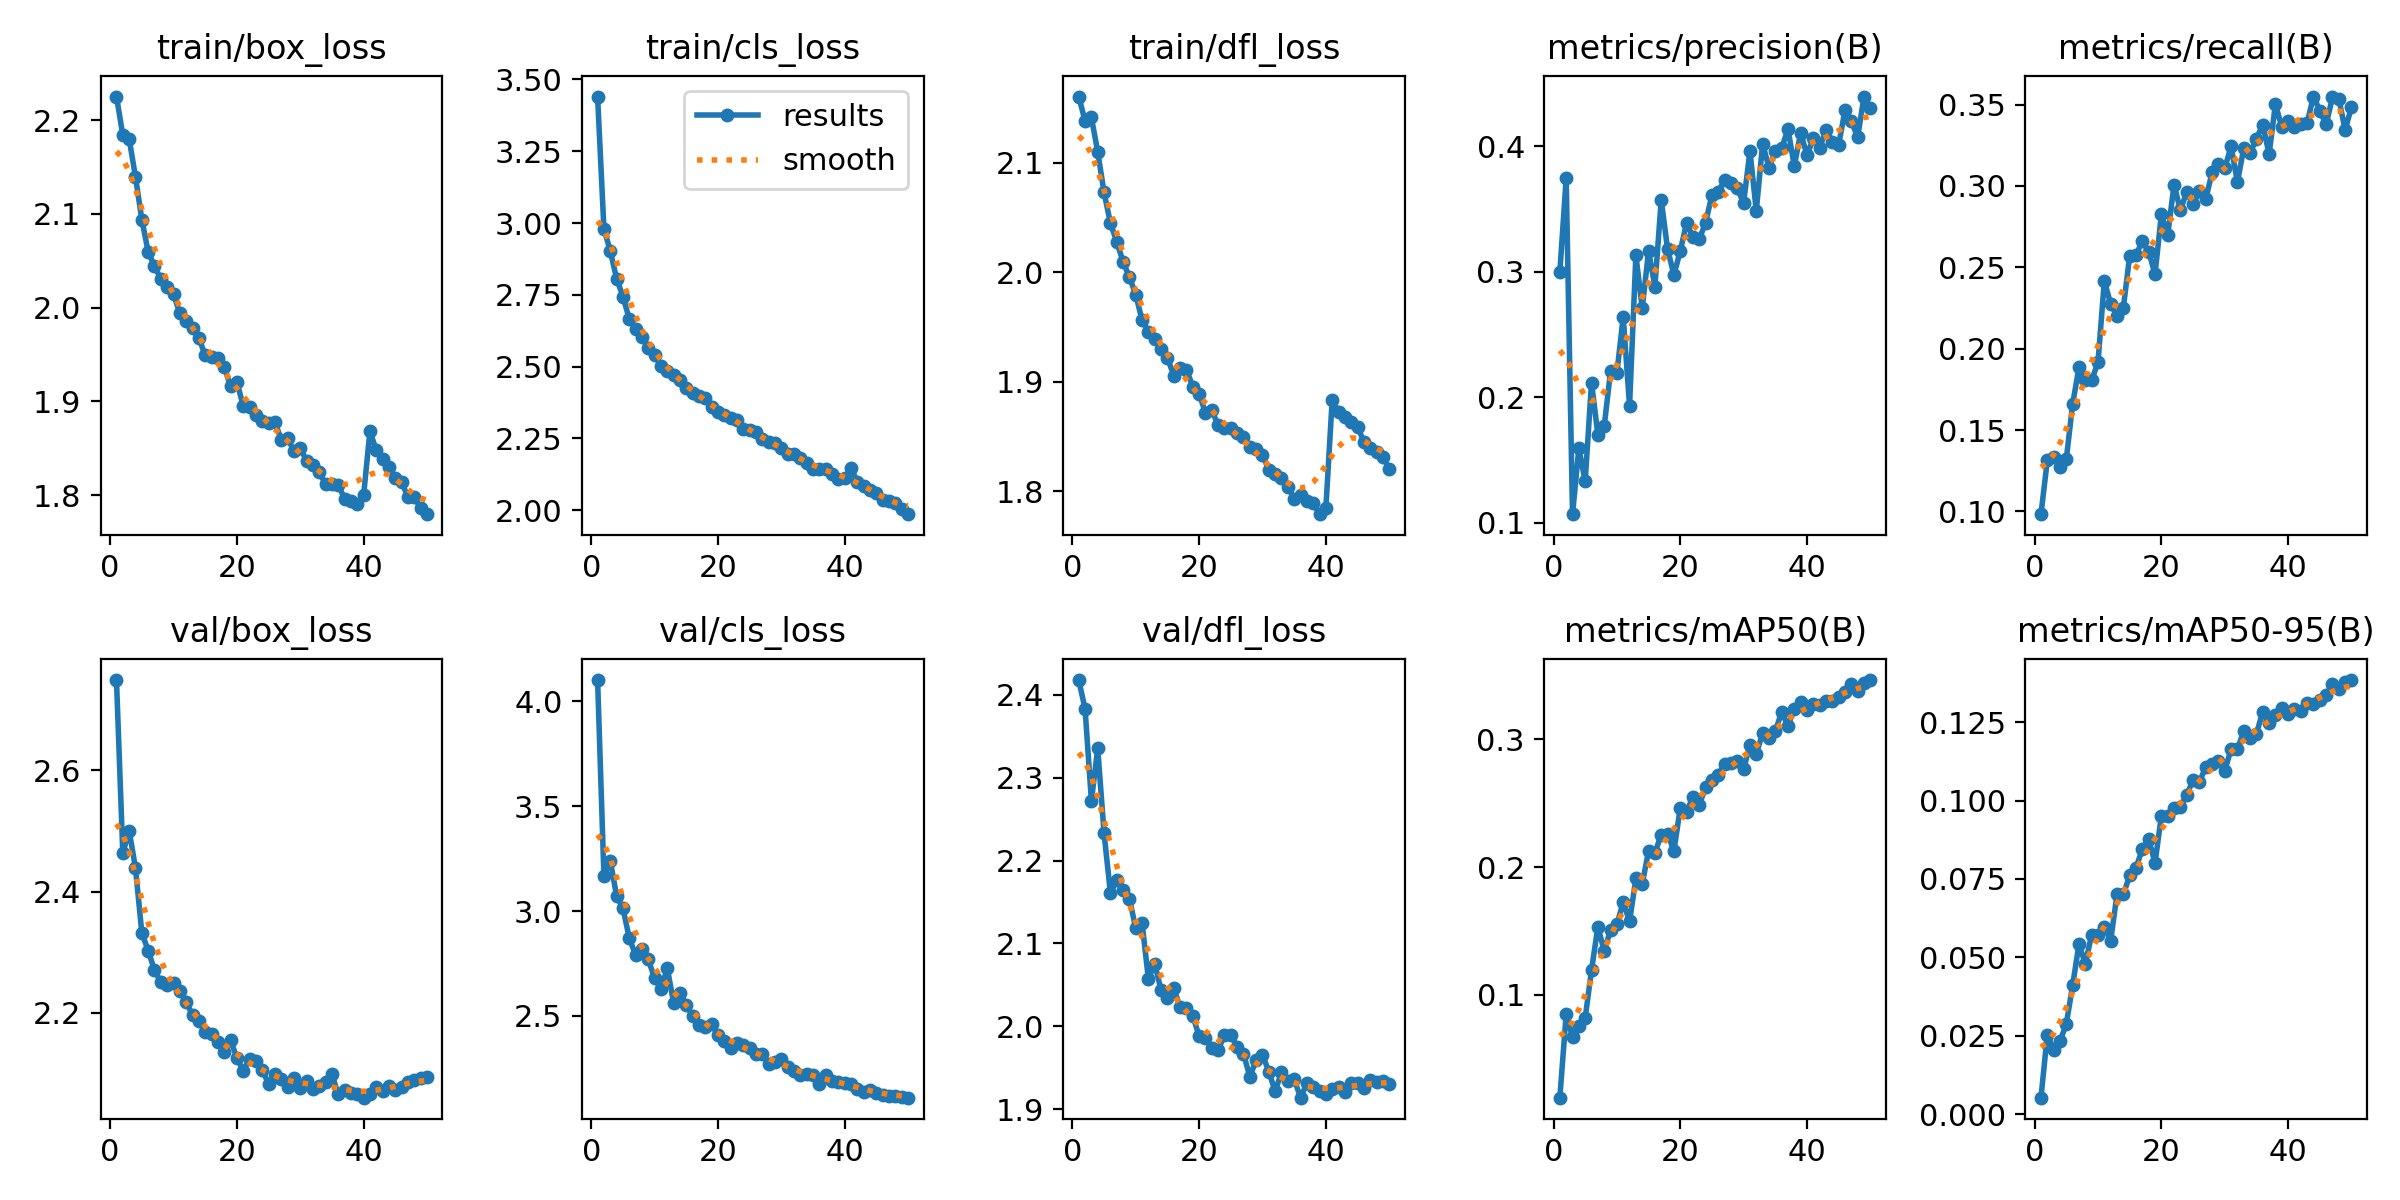 train/box_loss
2.2
2.1
2.0
1.9
1.8
0 20 40
train/cls_loss
results
smooth
3.50
3.25
3.00
2.75
2.50
2.25
2.00
0 20 40
train/dfl_loss
2.1
2.0
1.9
1.8
0 20 40
metrics/precision(B)
0.4
0.3
0.2
0.1
0 20 40
metrics/recall(B)
0.35
0.30
0.25
0.20
0.15
0.10
0 20 40
val/box_loss
2.6
2.4
2.2
0 20 40
val/cls_loss
4.0
3.5
3.0
2.5
0 20 40
val/dfl_loss
2.4
2.3
2.2
2.1
2.0
1.9
0 20 40
metrics/mAP50(B)
0.3
0.2
0.1
0 20 40
metrics/mAP50-95(B)
0.125
0.100
0.075
0.050
0.025
0.000
0 20 40